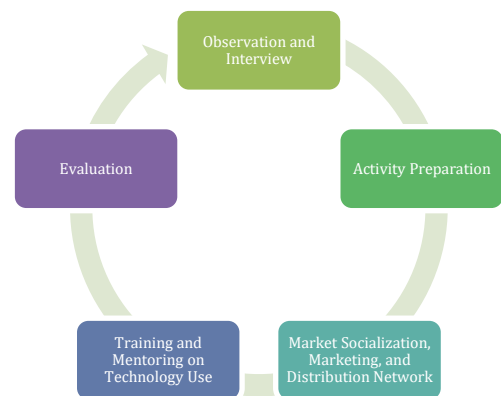 Observation and
Interview
Activity Preparation
Market Socialization,
Marketing, and
Distribution Network
Training and
Mentoring on
Technology Use
Evaluation